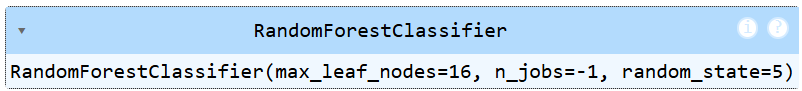 RandomForestClassifier
i ?
RandomForestClassifier(max_leaf_nodes=16, n_jobs=-1, random_state=5)